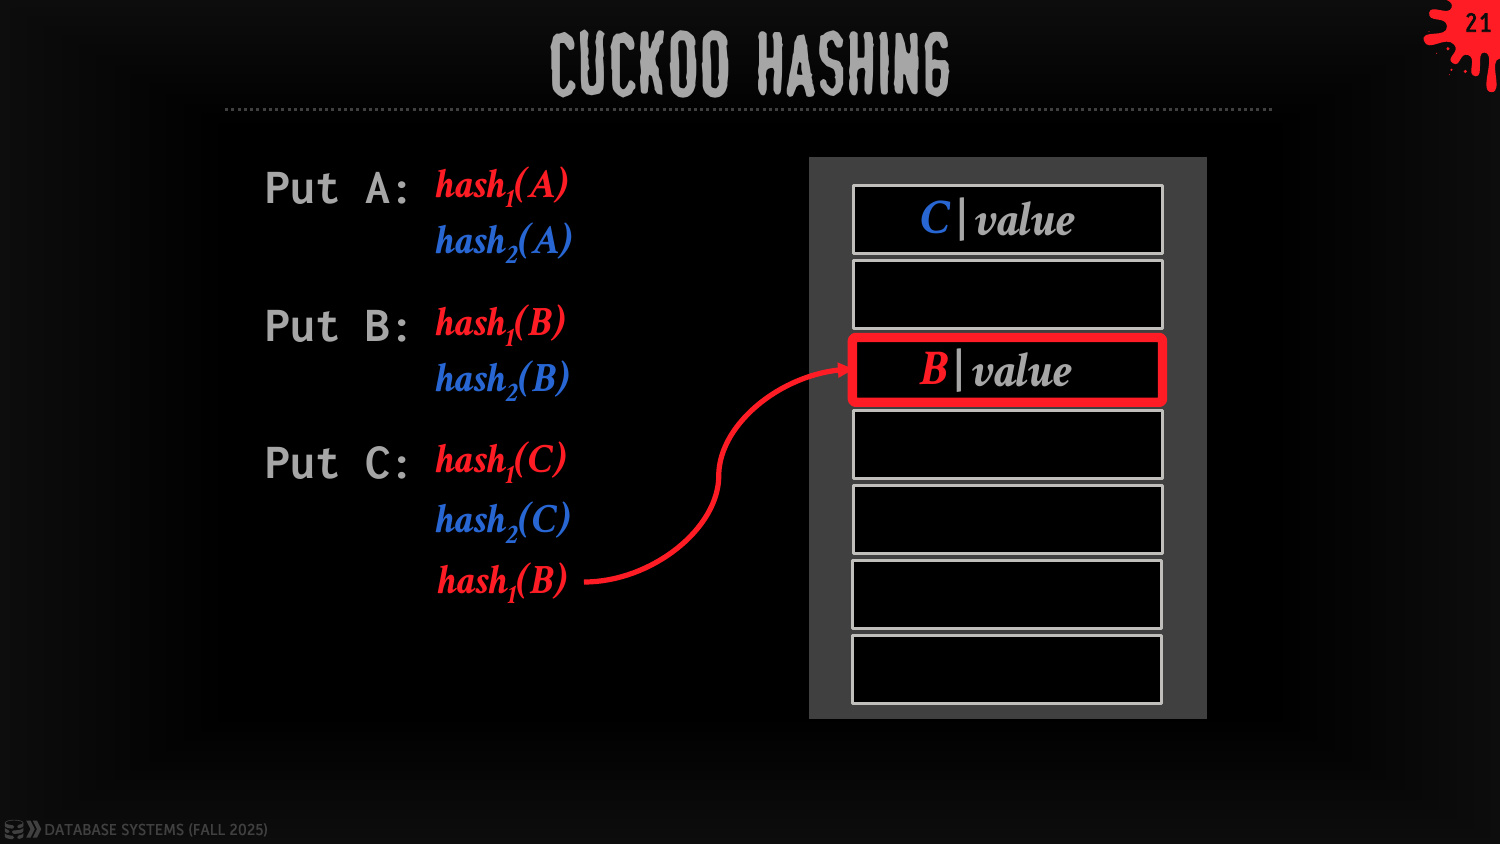 21
CUCKOO HASHING
Put A: hash₁(A)
hash₂(A)
Put B: hash₁(B)
hash₂(B)
Put C: hash₁(C)
hash₂(C)
hash₁(B)
C|value
B|value
DATABASE SYSTEMS (FALL 2025)